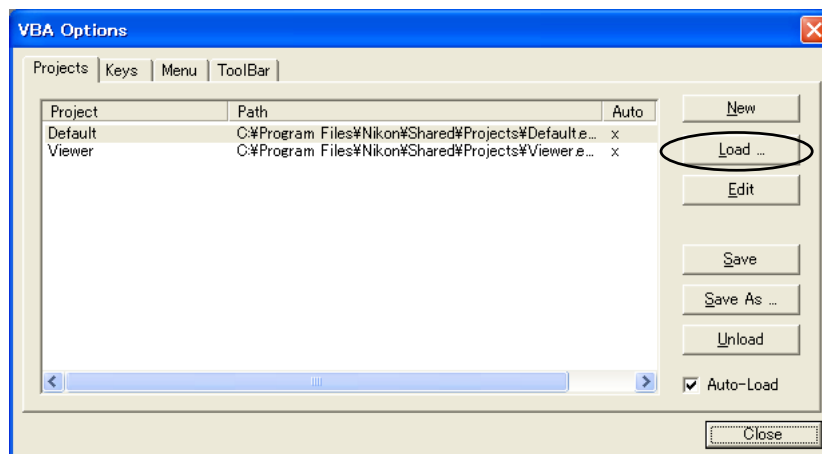 VBA Options
Projects Keys Menu ToolBar
Project Path Auto
Default C:¥Program Files¥Nikon¥Shared¥Projects¥Default.e... x
Viewer C:¥Program Files¥Nikon¥Shared¥Projects¥Viewer.e... x
New
Load ...
Edit
Save
Save As ...
Unload
Auto-Load
Close